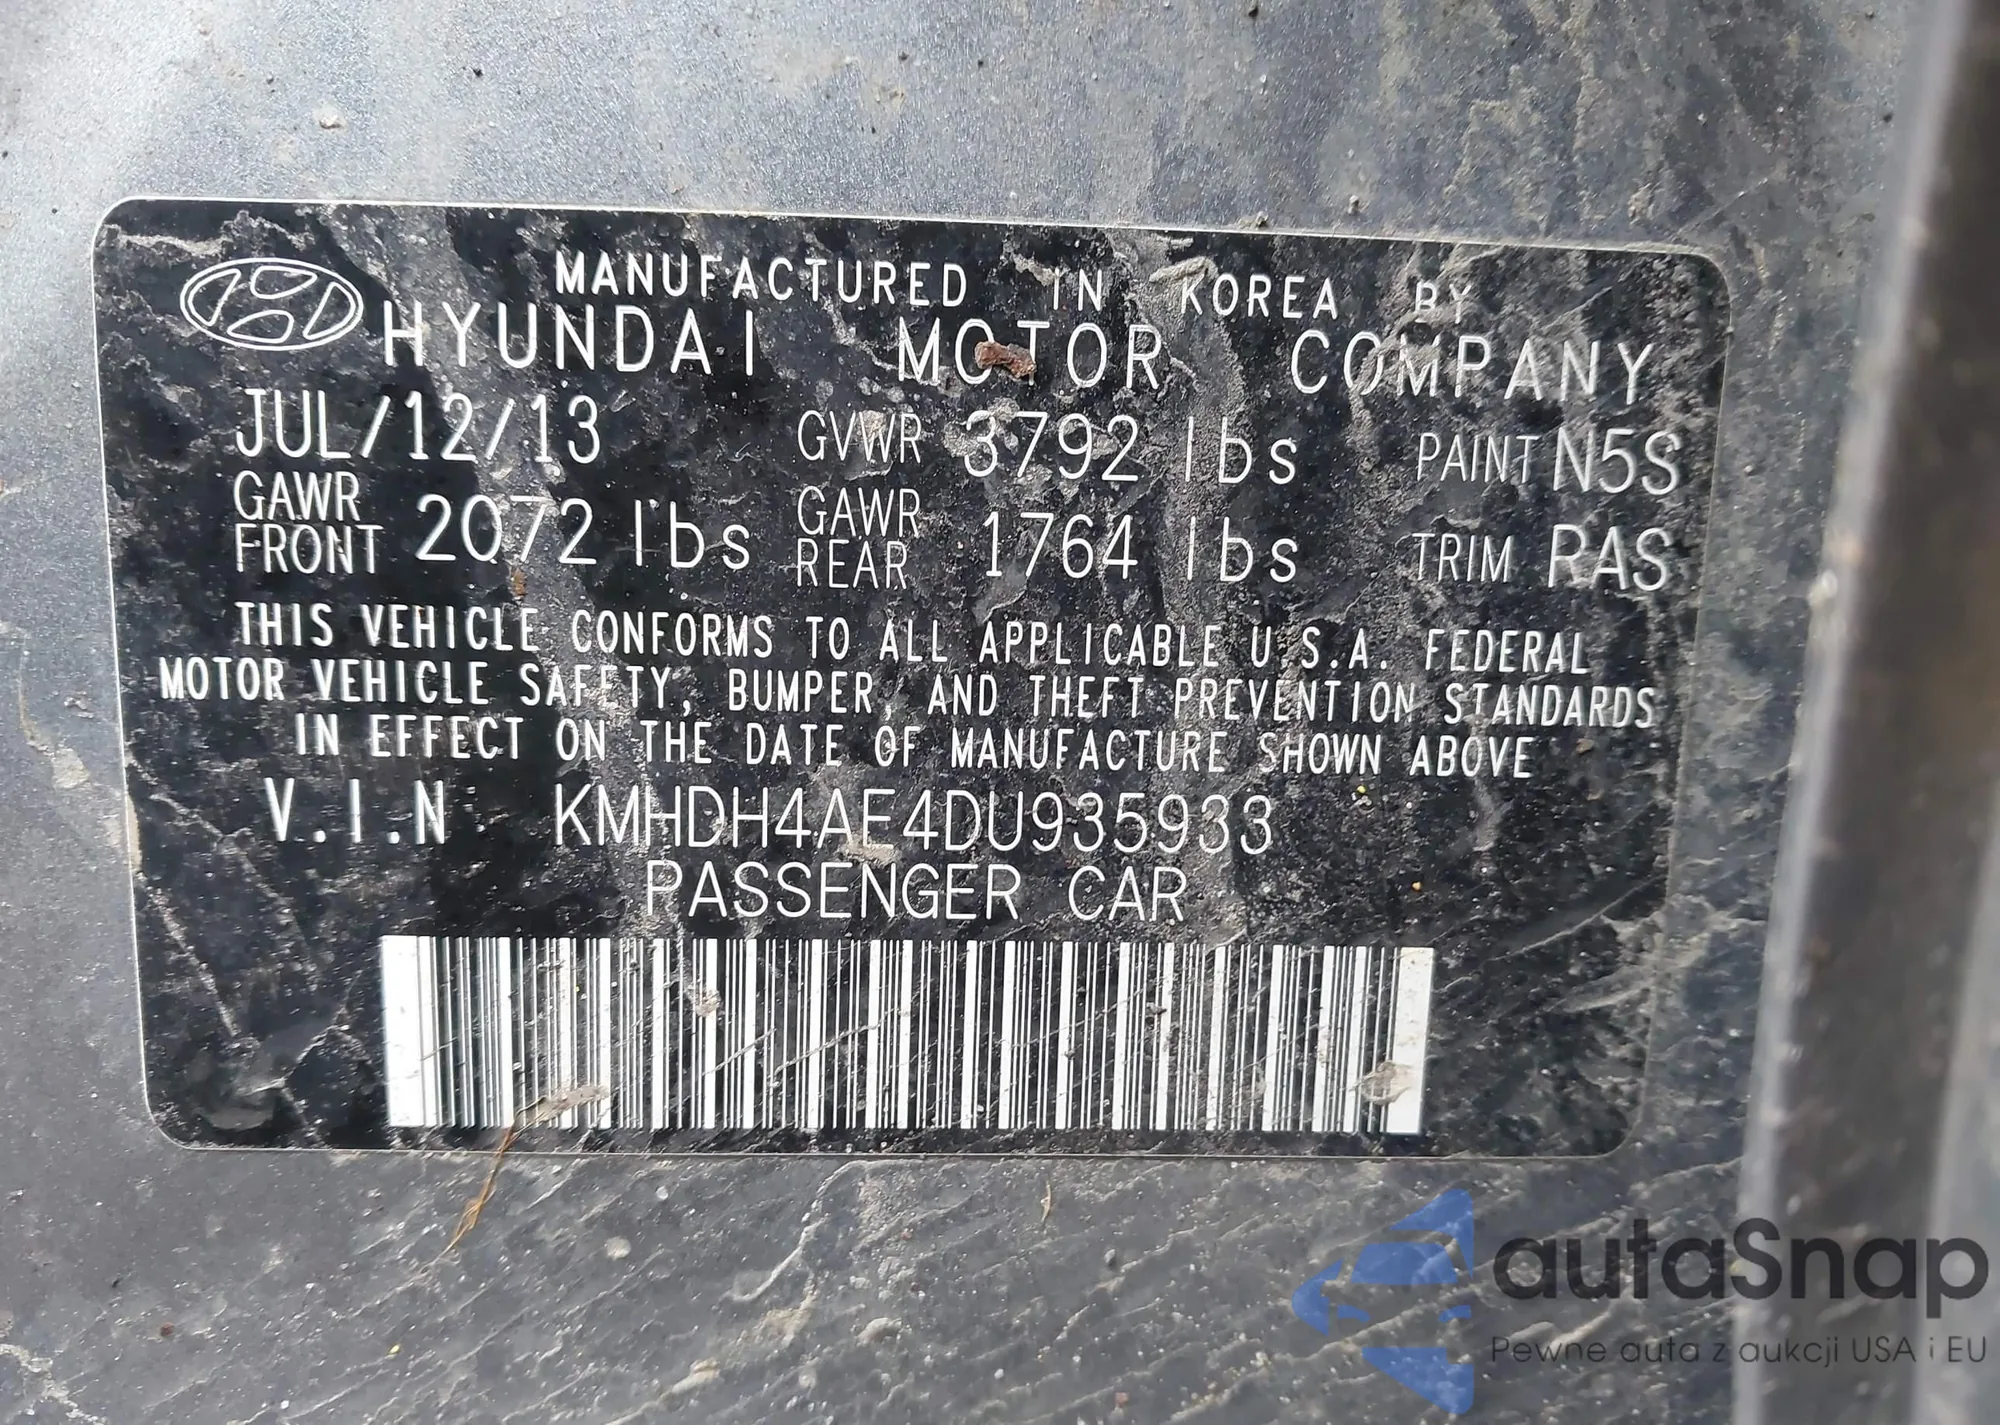 MANUFACTURED IN KOREA BY
HYUNDAI MOTOR COMPANY
JUL/12/13 GVWR 3792 lbs PAINT N5S
GAWR FRONT 2072 lbs GAWR REAR 1764 lbs TRIM RAS
THIS VEHICLE CONFORMS TO ALL APPLICABLE U.S.A. FEDERAL
MOTOR VEHICLE SAFETY, BUMPER, AND THEFT PREVENTION STANDARDS
IN EFFECT ON THE DATE OF MANUFACTURE SHOWN ABOVE
V.I.N KMHDH4AE4DU935933
PASSENGER CAR
autaSnap
Pewne auta z aukcji USA i EU